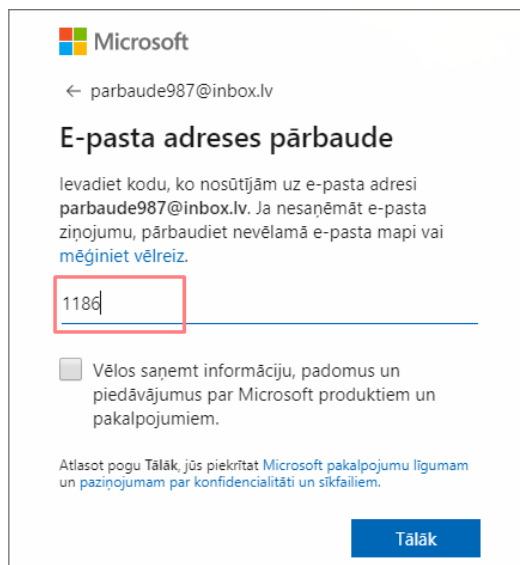 Microsoft
← parbaude987@inbox.lv
E-pasta adreses pārbaude
Ievadiet kodu, ko nosūtījām uz e-pasta adresi
parbaude987@inbox.lv. Ja nesaņēmāt e-pasta
ziņojumu, pārbaudiet nevēlamā e-pasta mapi vai
mēģiniet vēlreiz.
1186
Vēlos saņemt informāciju, padomus un
piedāvājumus par Microsoft produktiem un
pakalpojumiem.
Atlasot pogu Tālāk, jūs piekrītat Microsoft pakalpojumu līgumam
un paziņojumam par konfidencialitāti un sīkfailiem.
Tālāk